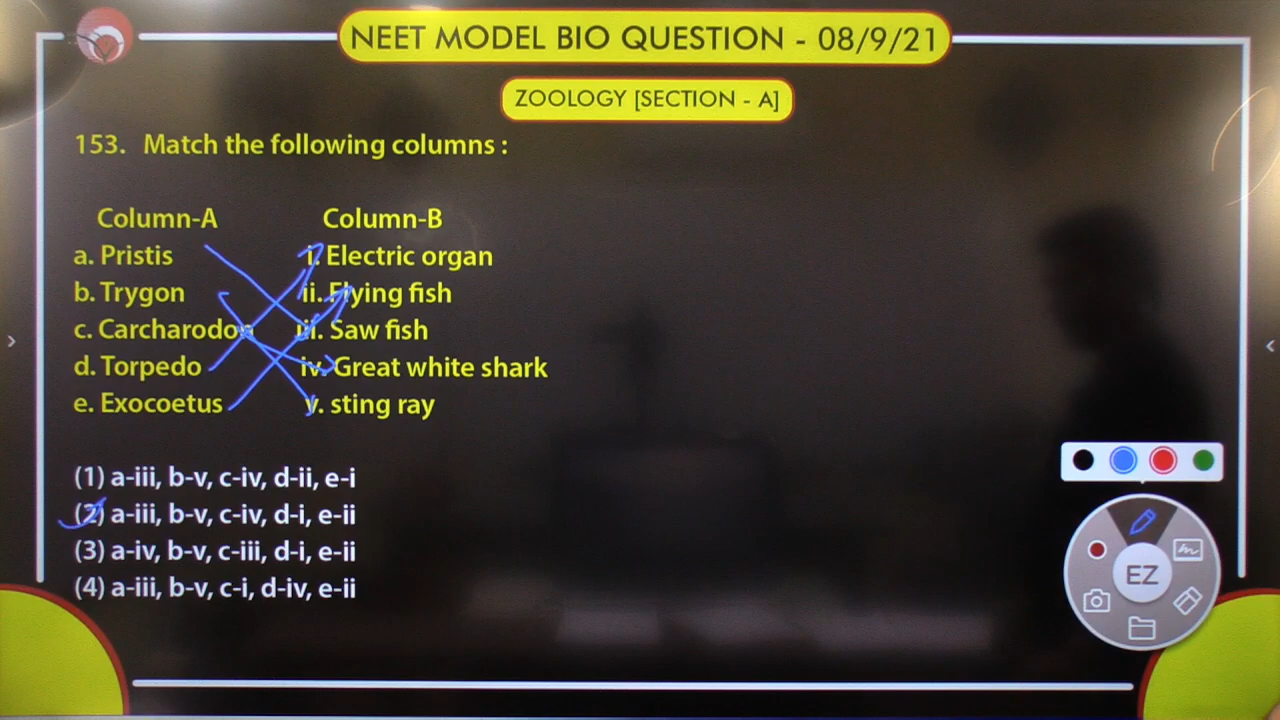 NEET MODEL BIO QUESTION - 08/9/21
ZOOLOGY [SECTION - A]
153. Match the following columns :
Column-A Column-B
a. Pristis i. Electric organ
b. Trygon ii. Flying fish
c. Carcharodon iii. Saw fish
d. Torpedo iv. Great white shark
e. Exocoetus v. sting ray
(1) a-iii, b-v, c-iv, d-ii, e-i
(2) a-iii, b-v, c-iv, d-i, e-ii
(3) a-iv, b-v, c-iii, d-i, e-ii
(4) a-iii, b-v, c-i, d-iv, e-ii
EZ